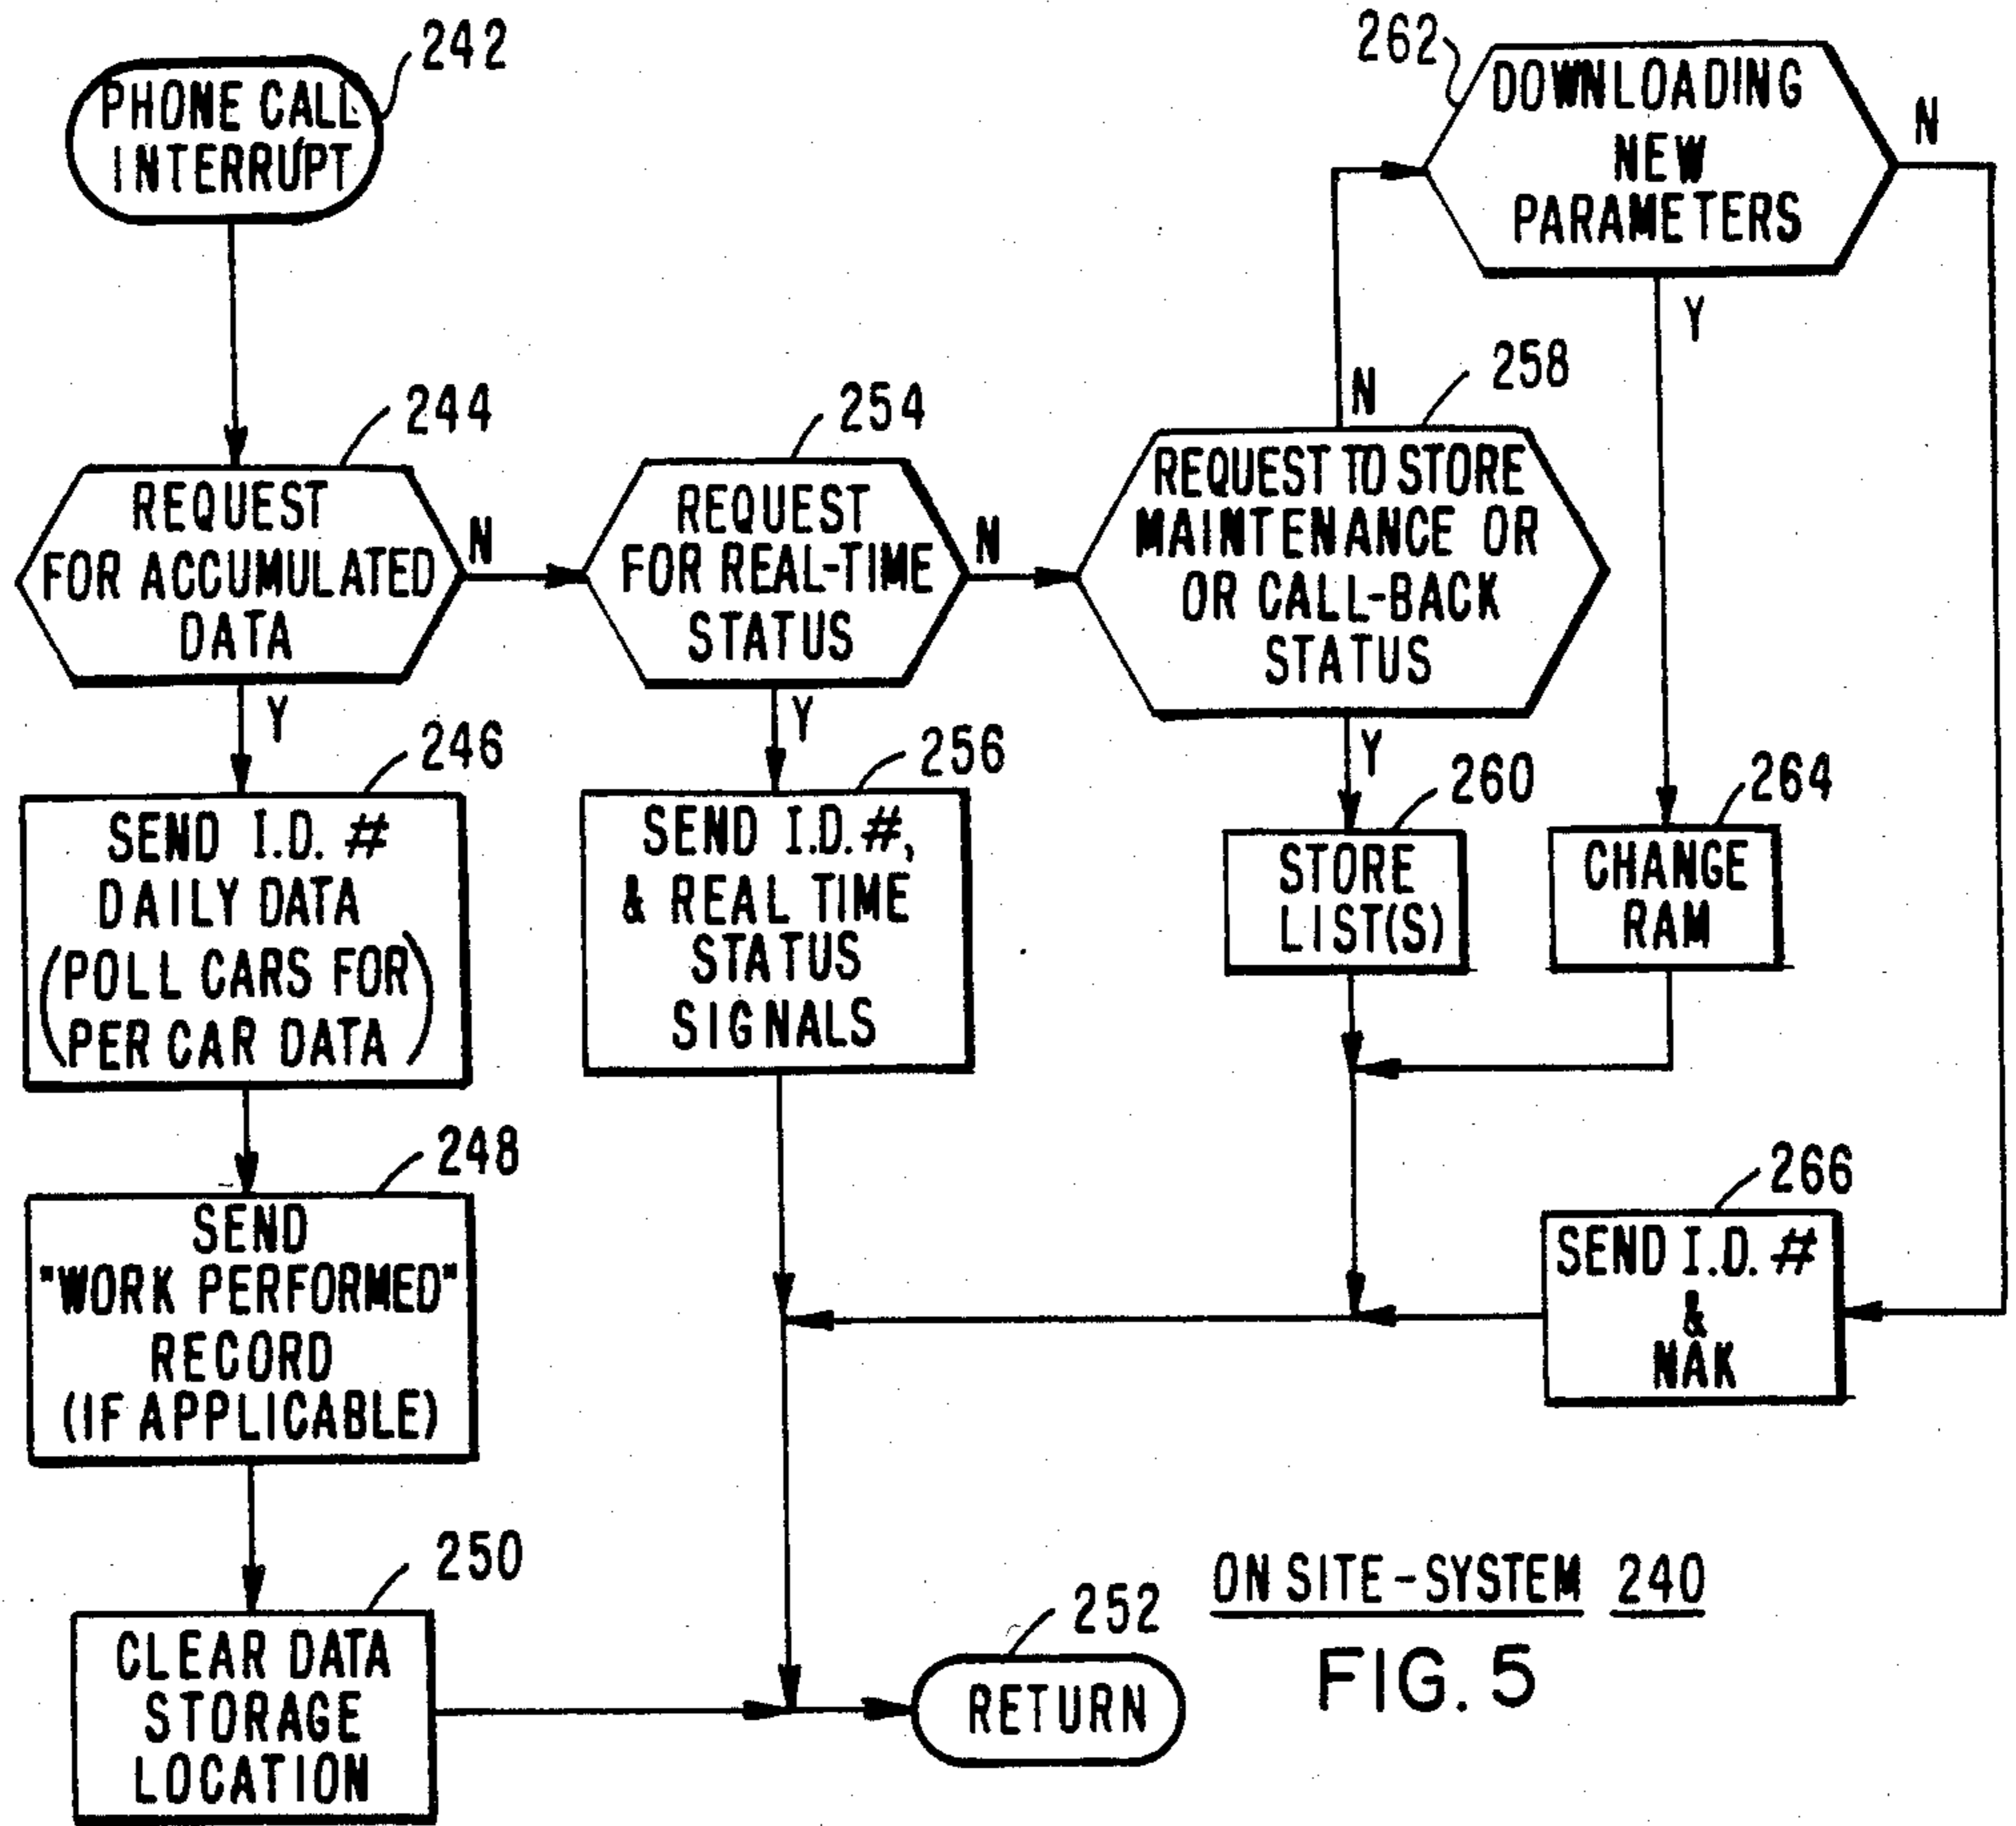 242
PHONE CALL
INTERRUPT
262
DOWNLOADING
NEW
PARAMETERS
N
Y
244
REQUEST
FOR ACCUMULATED
DATA
N
Y
254
REQUEST
FOR REAL-TIME
STATUS
N
Y
258
N
REQUEST TO STORE
MAINTENANCE OR
OR CALL-BACK
STATUS
Y
246
SEND I.D. #
DAILY DATA
(POLL CARS FOR
PER CAR DATA)
256
SEND I.D. #,
& REAL TIME
STATUS
SIGNALS
260
STORE
LIST(S)
264
CHANGE
RAM
248
SEND
"WORK PERFORMED"
RECORD
(IF APPLICABLE)
266
SEND I.D. #
&
NAK
250
CLEAR DATA
STORAGE
LOCATION
252
RETURN
ON SITE-SYSTEM 240
FIG. 5